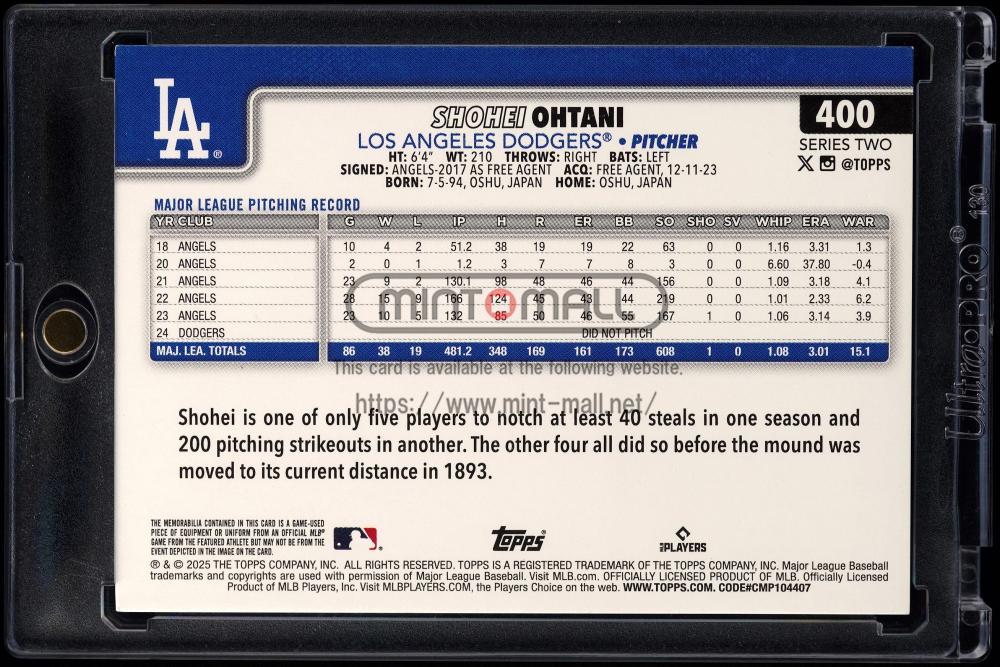 LA®
SHOHEI OHTANI
400
LOS ANGELES DODGERS® • PITCHER
SERIES TWO
HT: 6'4" WT: 210 THROWS: RIGHT BATS: LEFT
@TOPPS
SIGNED: ANGELS-2017 AS FREE AGENT ACQ: FREE AGENT, 12-11-23
BORN: 7-5-94, OSHU, JAPAN HOME: OSHU, JAPAN
MAJOR LEAGUE PITCHING RECORD
YR CLUB G W L IP H R ER BB SO SHO SV WHIP ERA WAR
18 ANGELS 10 4 2 51.2 38 19 19 22 63 0 0 1.16 3.31 1.3
20 ANGELS 2 0 1 1.2 3 7 7 8 3 0 0 6.60 37.80 -0.4
21 ANGELS 23 9 2 130.1 98 48 46 44 156 0 0 1.09 3.18 4.1
22 ANGELS 28 15 9 166 124 45 43 44 219 0 0 1.01 2.33 6.2
23 ANGELS 23 10 5 132 85 50 46 55 167 1 0 1.06 3.14 3.9
24 DODGERS DID NOT PITCH
MAJ. LEA. TOTALS 86 38 19 481.2 348 169 161 173 608 1 0 1.08 3.01 15.1
MINT MALL
This card is available at the following website.
https://www.mint-mall.net/
Shohei is one of only five players to notch at least 40 steals in one season and
200 pitching strikeouts in another. The other four all did so before the mound was
moved to its current distance in 1893.
THE MEMORABILIA CONTAINED IN THIS CARD IS A GAME-USED
PIECE OF EQUIPMENT OR UNIFORM FROM AN OFFICIAL MLB®
GAME FROM THE FEATURED ATHLETE BUT MAY NOT BE FROM THE
EVENT DEPICTED IN THE IMAGE ON THE CARD.
Topps®
MLBPLAYERS
® & © 2025 THE TOPPS COMPANY, INC. ALL RIGHTS RESERVED. TOPPS IS A REGISTERED TRADEMARK OF THE TOPPS COMPANY, INC. Major League Baseball
trademarks and copyrights are used with permission of Major League Baseball. Visit MLB.com. OFFICIALLY LICENSED PRODUCT OF MLB. Officially Licensed
Product of MLB Players, Inc. Visit MLBPLAYERS.COM, the Players Choice on the web. WWW.TOPPS.COM. CODE#CMP104407
Ultra•PRO® 130